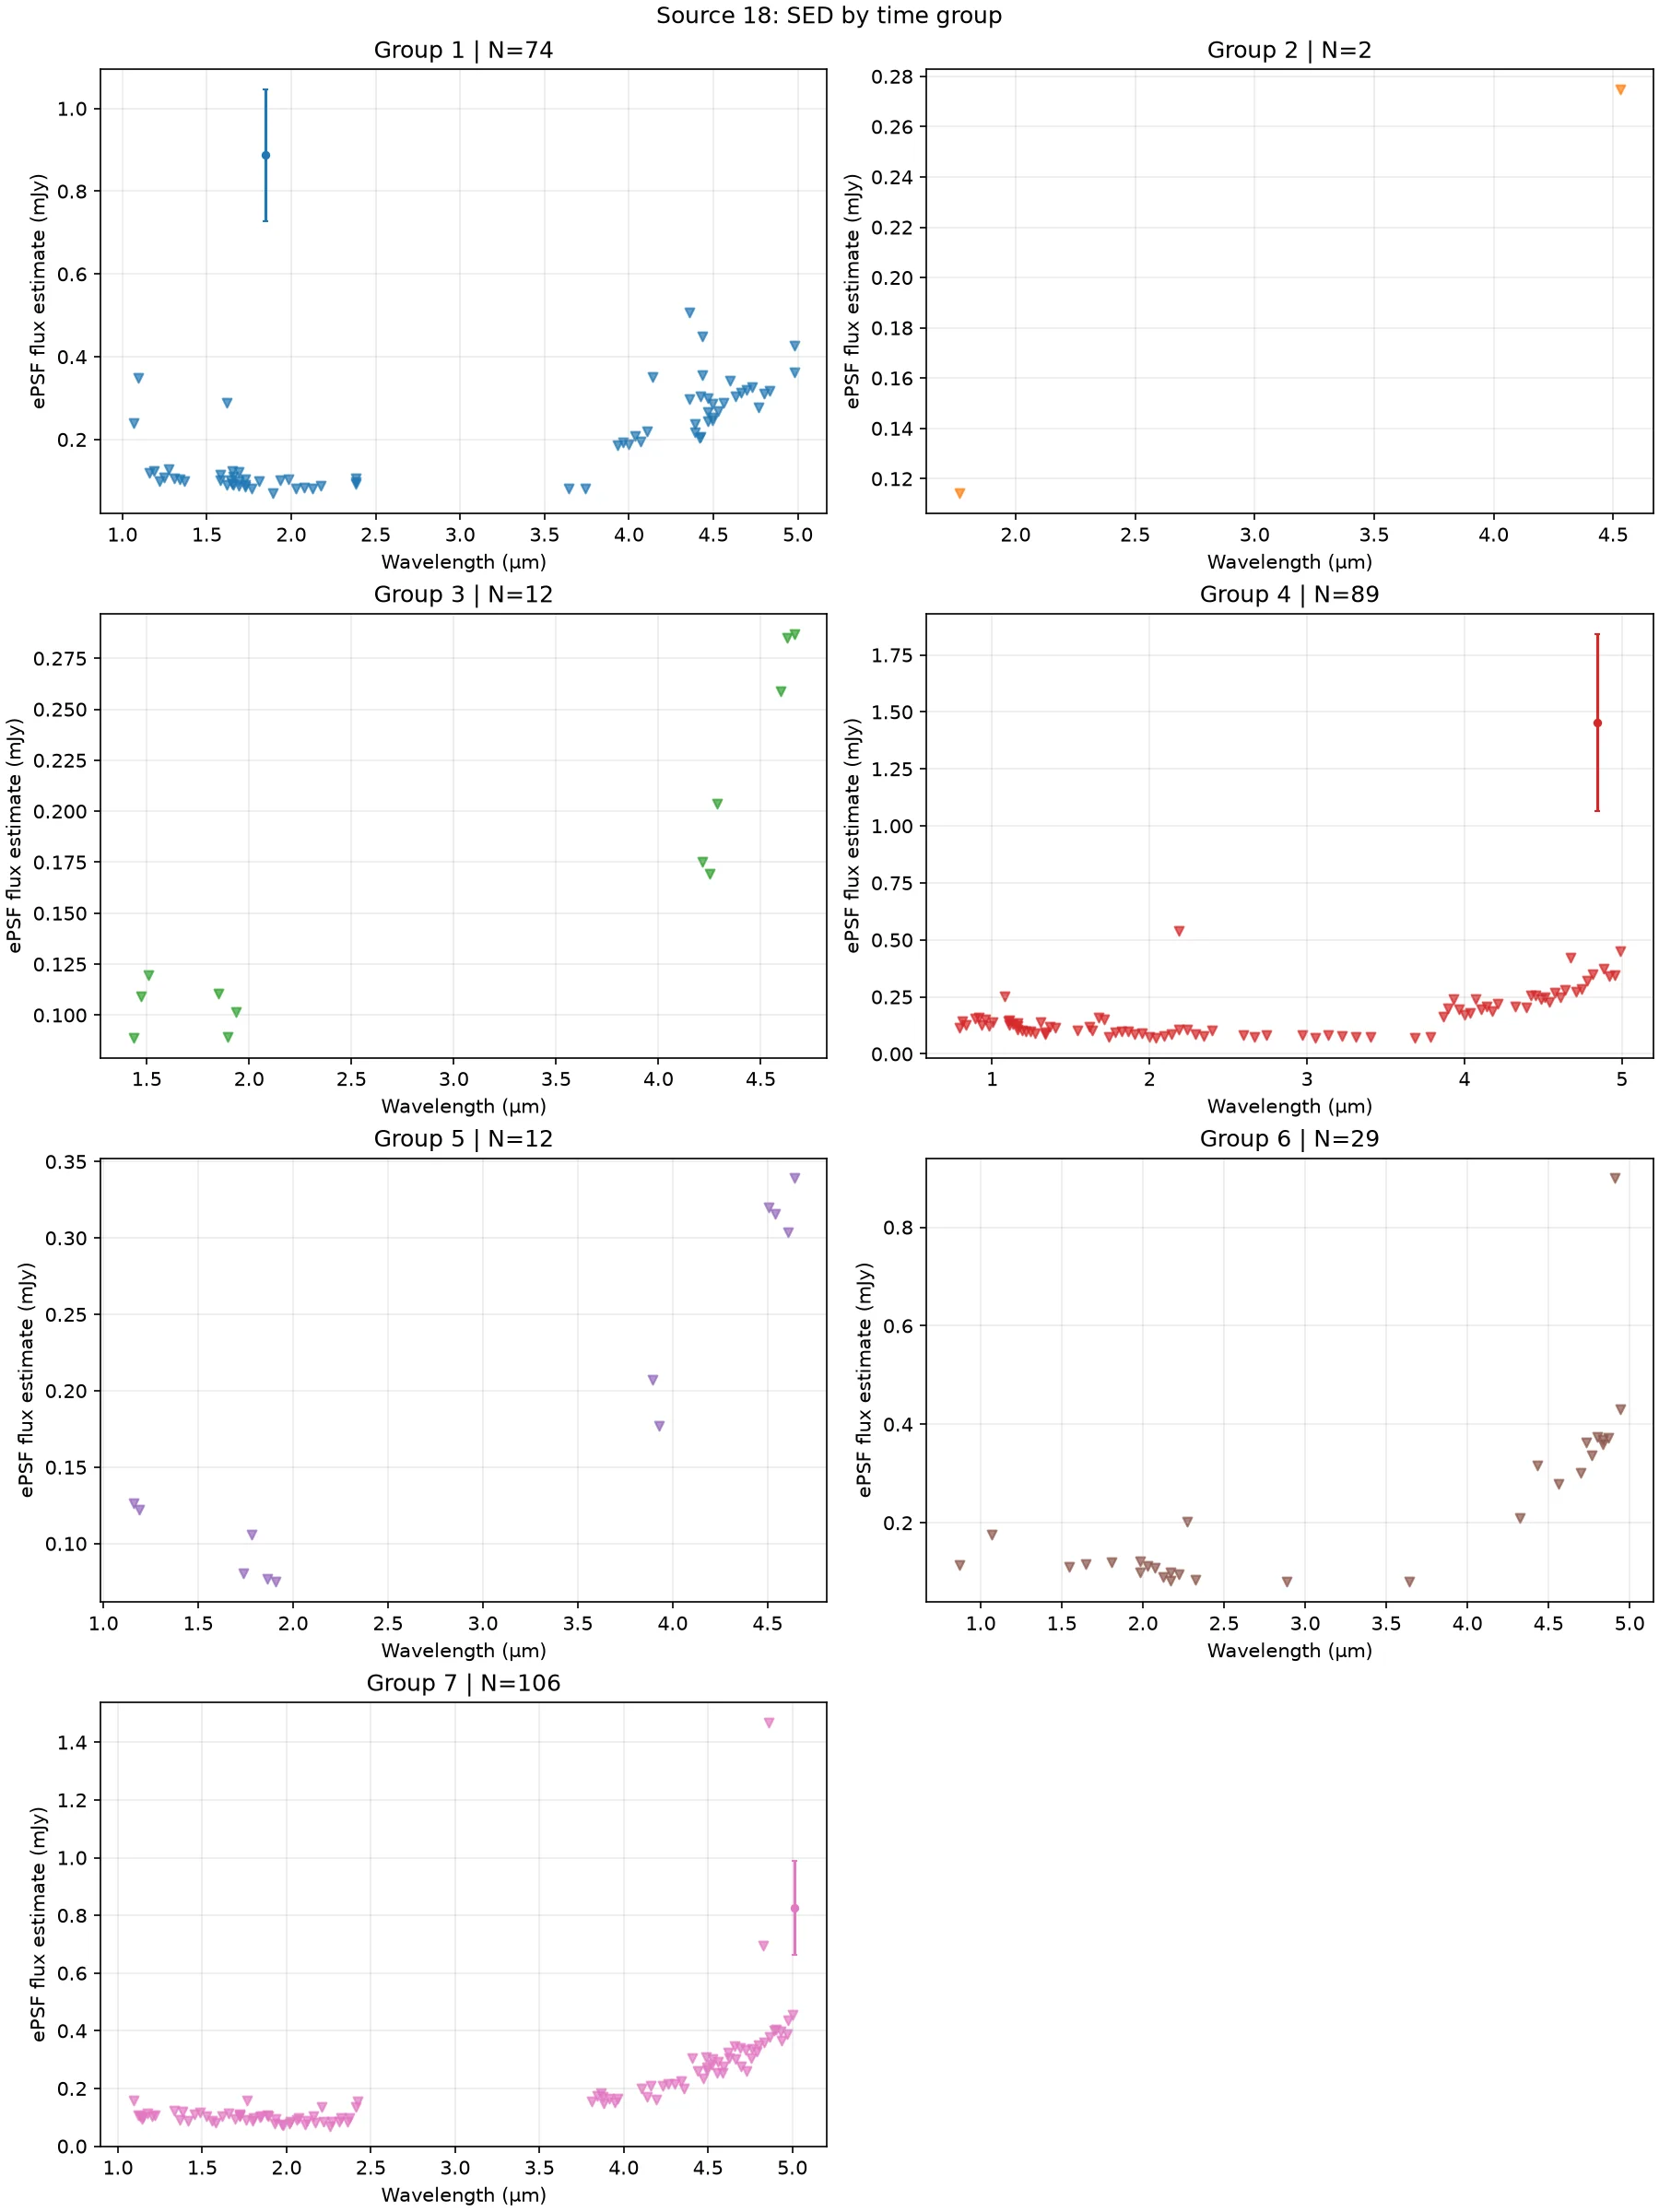 Source 18: SED by time group
Group 1 | N=74
ePSF flux estimate (mJy)
1.0
0.8
0.6
0.4
0.2
1.0 1.5 2.0 2.5 3.0 3.5 4.0 4.5 5.0
Wavelength (µm)
Group 2 | N=2
ePSF flux estimate (mJy)
0.28
0.26
0.24
0.22
0.20
0.18
0.16
0.14
0.12
2.0 2.5 3.0 3.5 4.0 4.5
Wavelength (µm)
Group 3 | N=12
ePSF flux estimate (mJy)
0.275
0.250
0.225
0.200
0.175
0.150
0.125
0.100
1.5 2.0 2.5 3.0 3.5 4.0 4.5
Wavelength (µm)
Group 4 | N=89
ePSF flux estimate (mJy)
1.75
1.50
1.25
1.00
0.75
0.50
0.25
0.00
1 2 3 4 5
Wavelength (µm)
Group 5 | N=12
ePSF flux estimate (mJy)
0.35
0.30
0.25
0.20
0.15
0.10
1.0 1.5 2.0 2.5 3.0 3.5 4.0 4.5
Wavelength (µm)
Group 6 | N=29
ePSF flux estimate (mJy)
0.8
0.6
0.4
0.2
1.0 1.5 2.0 2.5 3.0 3.5 4.0 4.5 5.0
Wavelength (µm)
Group 7 | N=106
ePSF flux estimate (mJy)
1.4
1.2
1.0
0.8
0.6
0.4
0.2
0.0
1.0 1.5 2.0 2.5 3.0 3.5 4.0 4.5 5.0
Wavelength (µm)